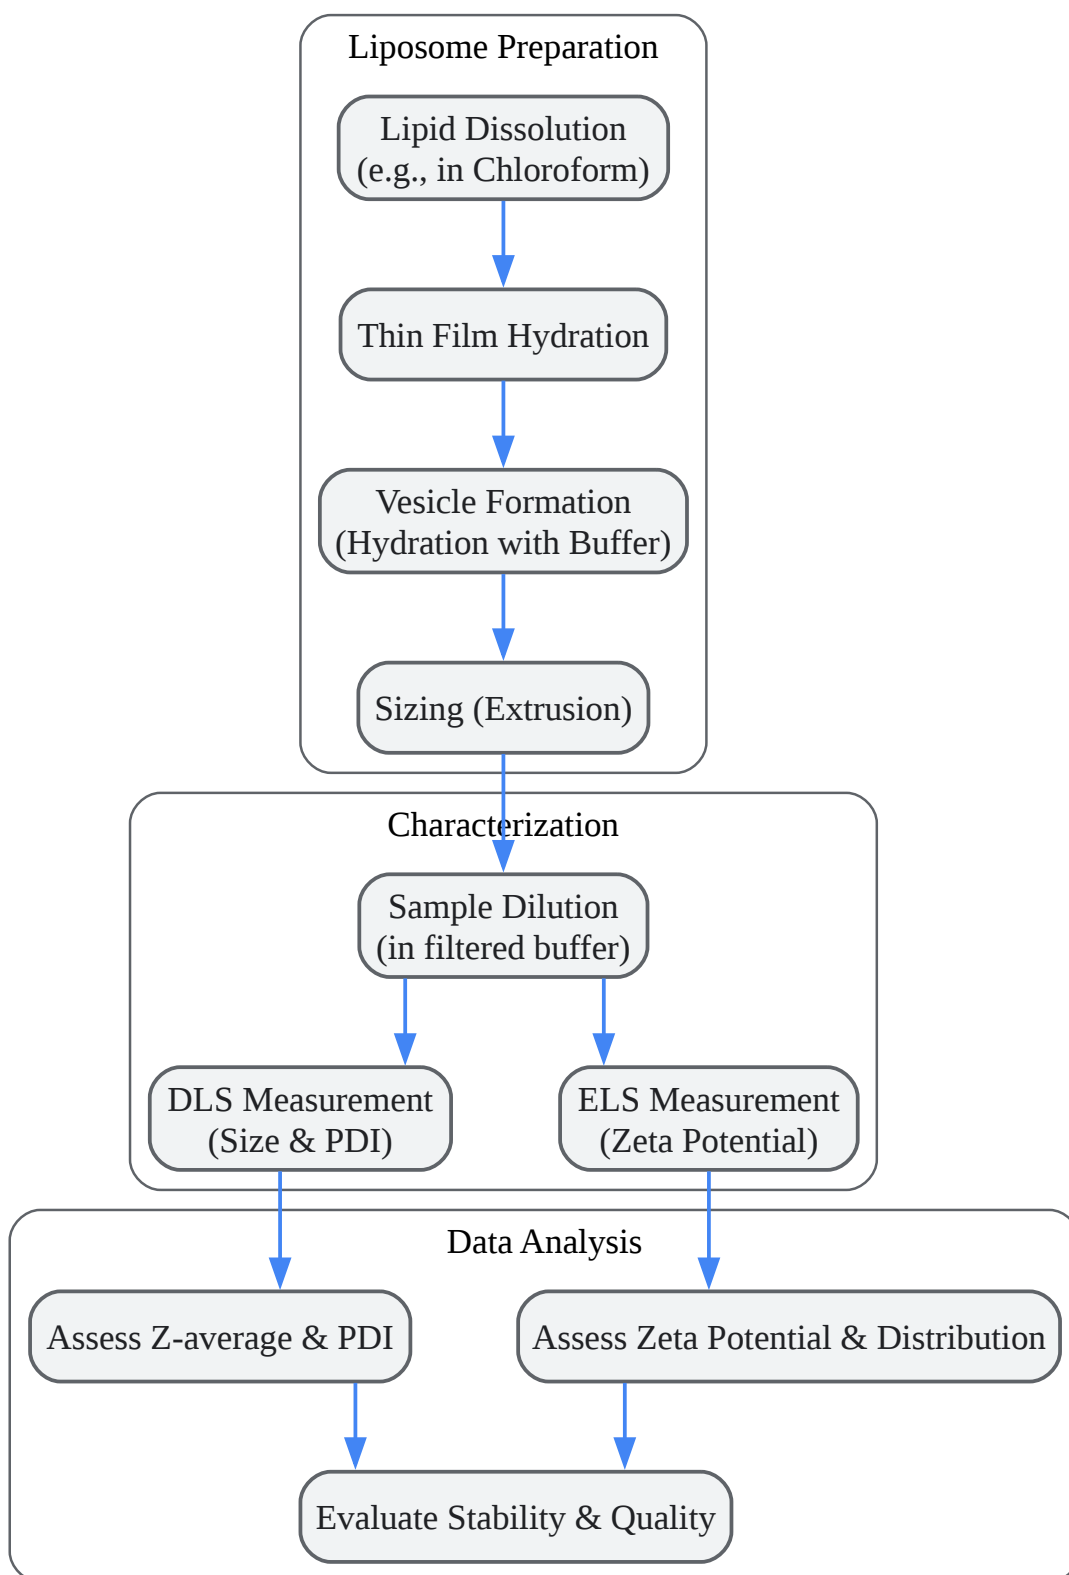 Liposome Preparation
Lipid Dissolution
(e.g., in Chloroform)
Thin Film Hydration
Vesicle Formation
(Hydration with Buffer)
Sizing (Extrusion)
Characterization
Sample Dilution
(in filtered buffer)
DLS Measurement
(Size & PDI)
ELS Measurement
(Zeta Potential)
Data Analysis
Assess Z-average & PDI
Assess Zeta Potential & Distribution
Evaluate Stability & Quality